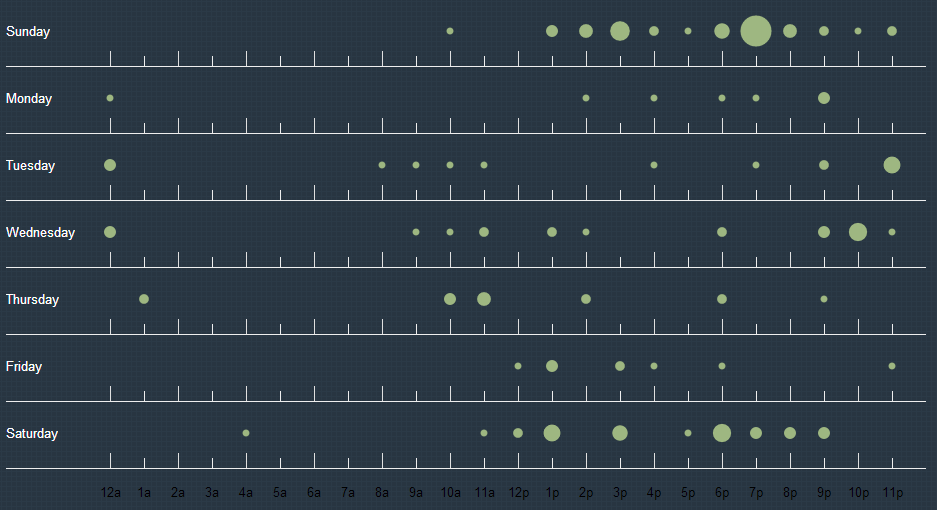 Sunday
Monday
Tuesday
Wednesday
Thursday
Friday
Saturday
12a 1a 2a 3a 4a 5a 6a 7a 8a 9a 10a 11a 12p 1p 2p 3p 4p 5p 6p 7p 8p 9p 10p 11p